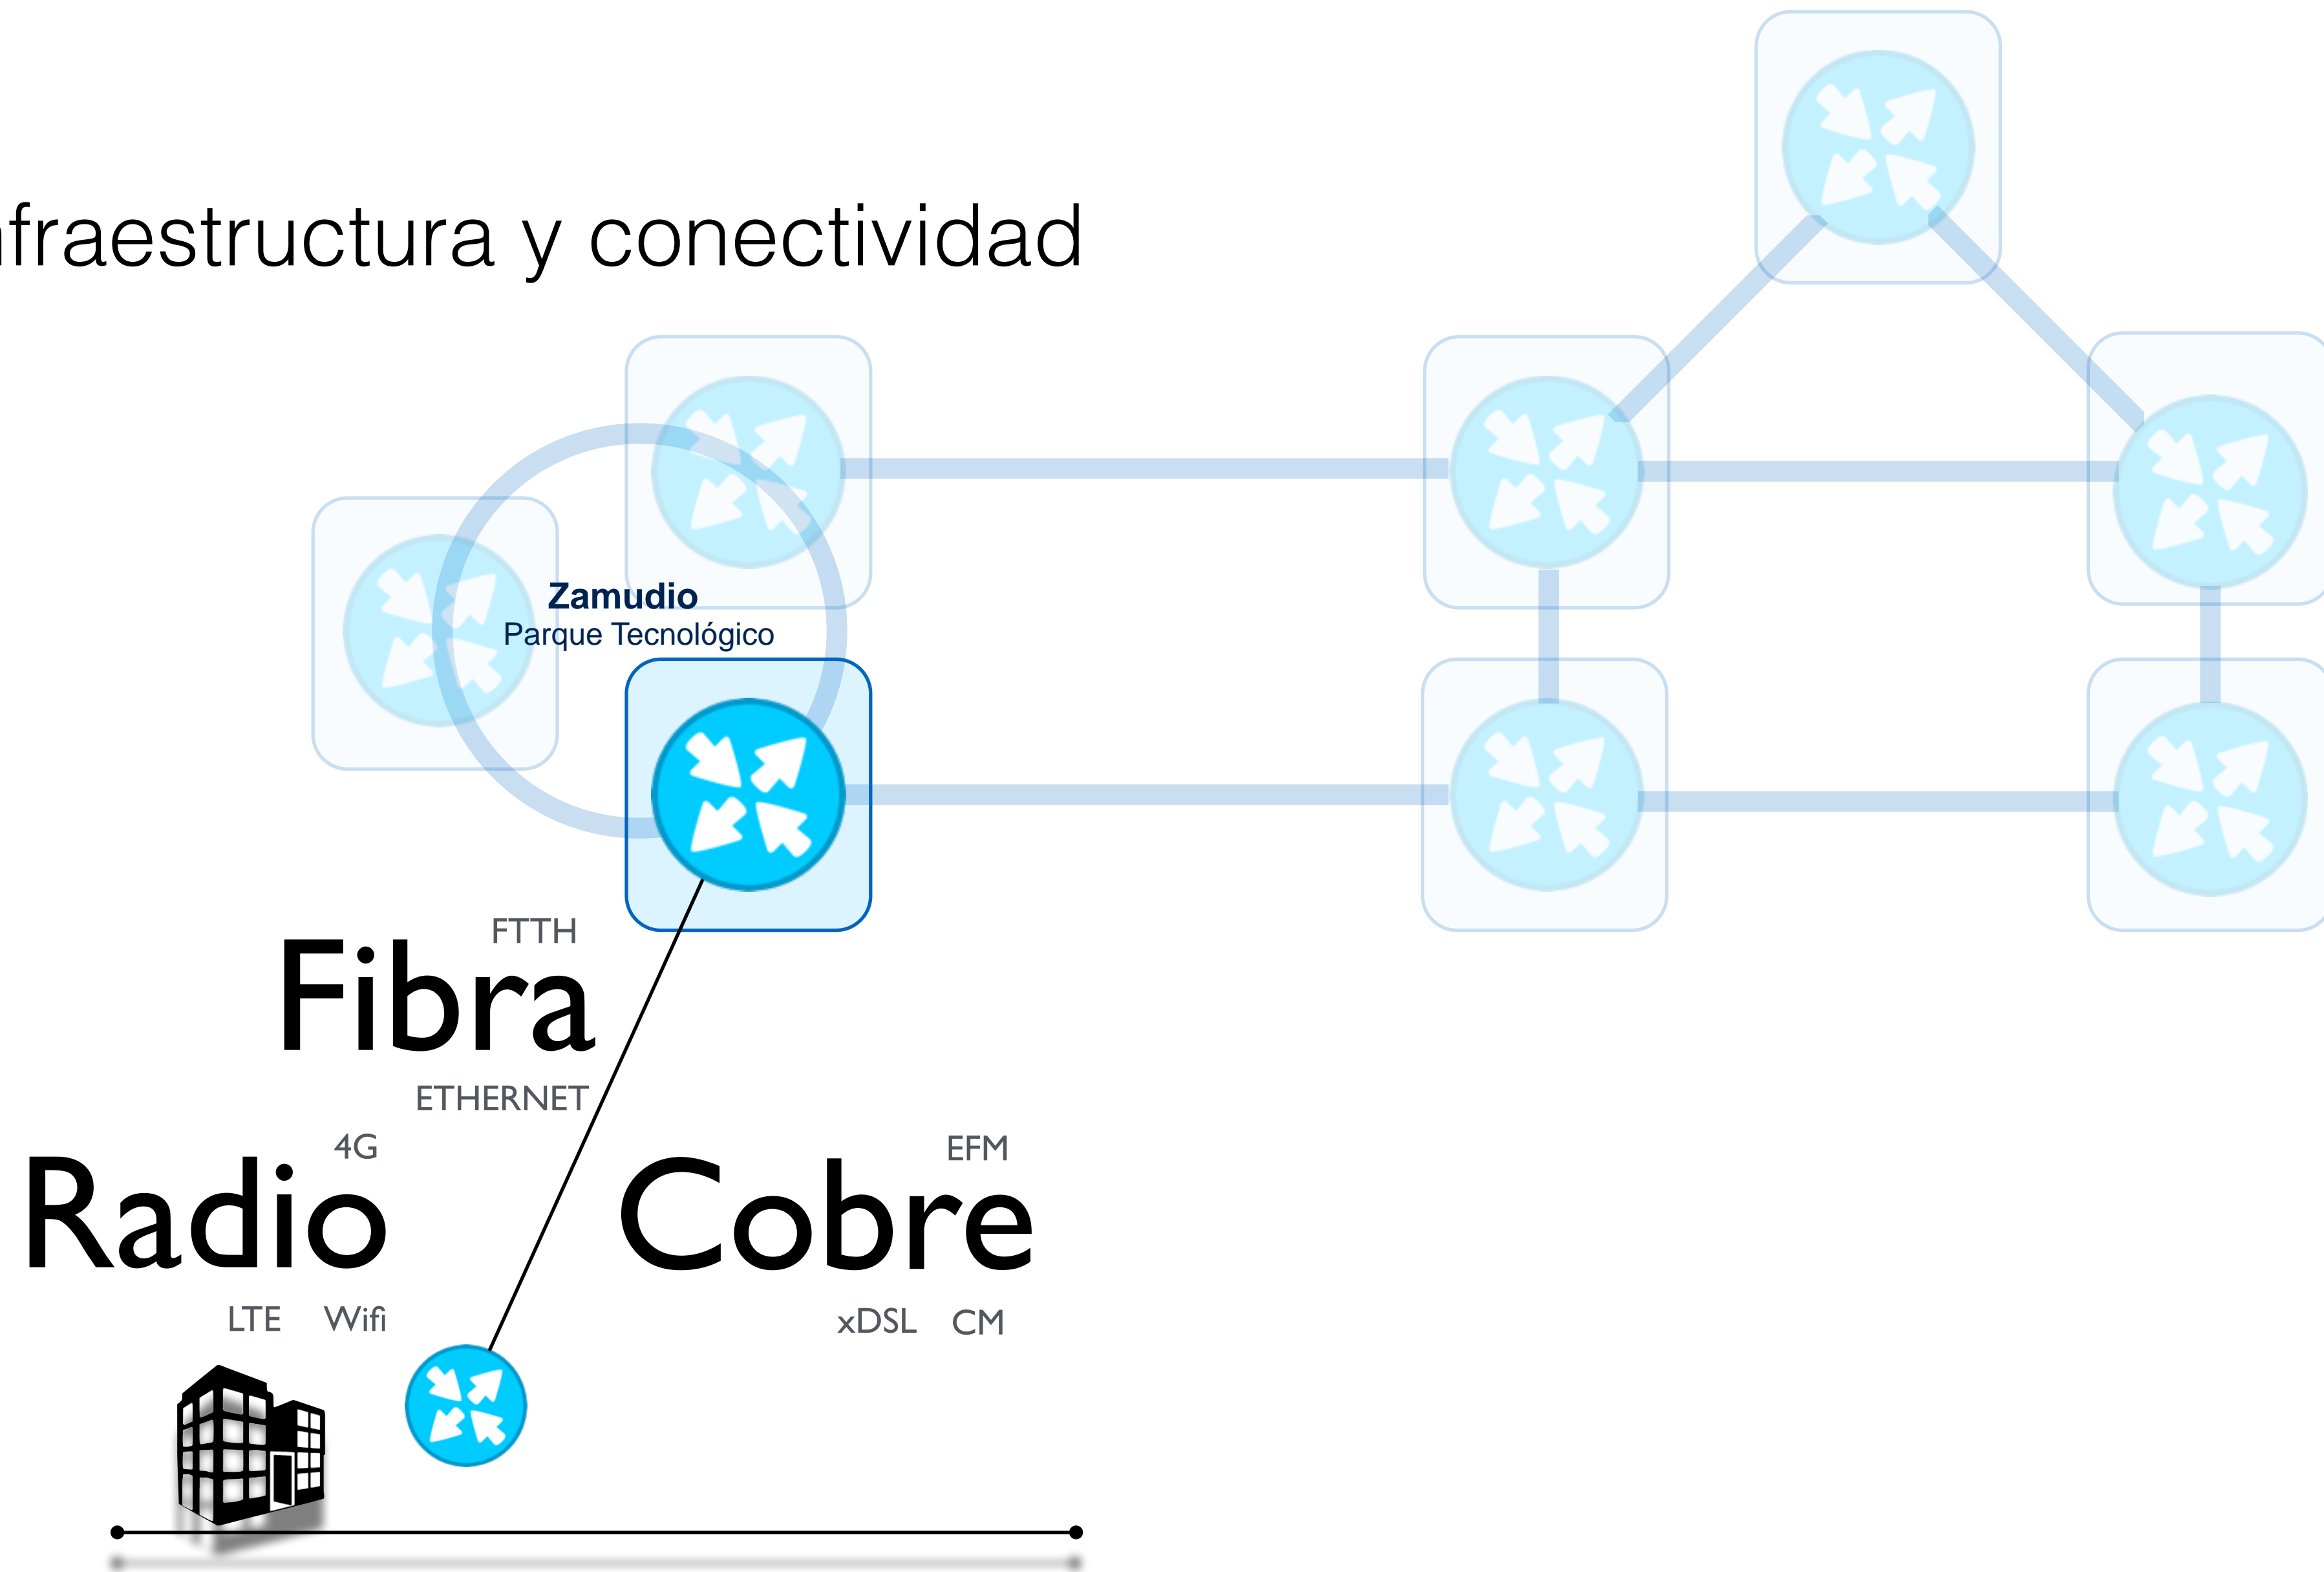 nfraestructura y conectividad
Zamudio
Parque Tecnológico
FTTH
Fibra
ETHERNET
4G
Radio
LTE Wifi
EFM
Cobre
xDSL CM